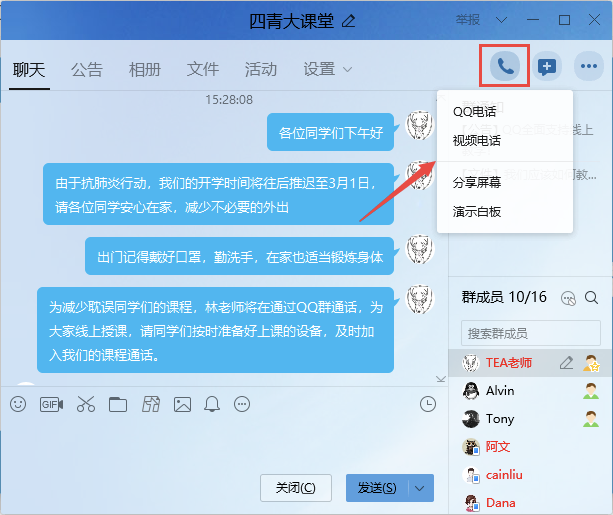 四青大课堂
举报
聊天 公告 相册 文件 活动 设置
15:28:08
各位同学们下午好
由于抗肺炎行动，我们的开学时间将往后推迟至3月1日，
请各位同学安心在家，减少不必要的外出
出门记得戴好口罩，勤洗手，在家也适当锻炼身体
为减少耽误同学们的课程，林老师将在通过QQ群通话，为
大家线上授课，请同学们按时准备好上课的设备，及时加
入我们的课程通话。
QQ电话
视频电话
分享屏幕
演示白板
线上
教...
群成员 10/16
搜索群成员
TEA老师
Alvin
Tony
阿文
cainliu
Dana
GIF
关闭(C)
发送(S)